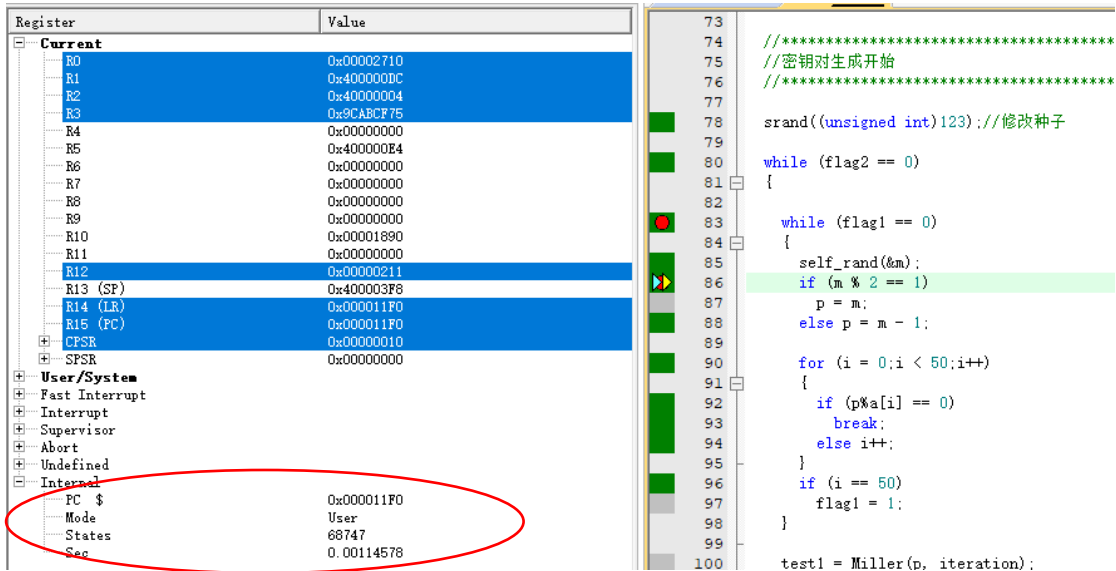 Register Value
Current
R0 0x00002710
R1 0x400000DC
R2 0x40000004
R3 0x9CABCF75
R4 0x00000000
R5 0x400000E4
R6 0x00000000
R7 0x00000000
R8 0x00000000
R9 0x00000000
R10 0x00001890
R11 0x00000000
R12 0x00000211
R13 (SP) 0x400003F8
R14 (LR) 0x000011F0
R15 (PC) 0x000011F0
CPSR 0x00000010
SPSR 0x00000000
User/System
Fast Interrupt
Interrupt
Supervisor
Abort
Undefined
Internal
PC $ 0x000011F0
Mode User
States 68747
Sec 0.00114578
73
74 //****************************************
75 //密钥对生成开始
76 //****************************************
77
78 srand((unsigned int)123);//修改种子
79
80 while (flag2 == 0)
81 {
82
83 while (flag1 == 0)
84 {
85 self_rand(&m);
86 if (m % 2 == 1)
87 p = m;
88 else p = m - 1;
89
90 for (i = 0;i < 50;i++)
91 {
92 if (p%a[i] == 0)
93 break;
94 else i++;
95 }
96 if (i == 50)
97 flag1 = 1;
98 }
99
100 test1 = Miller(p, iteration);